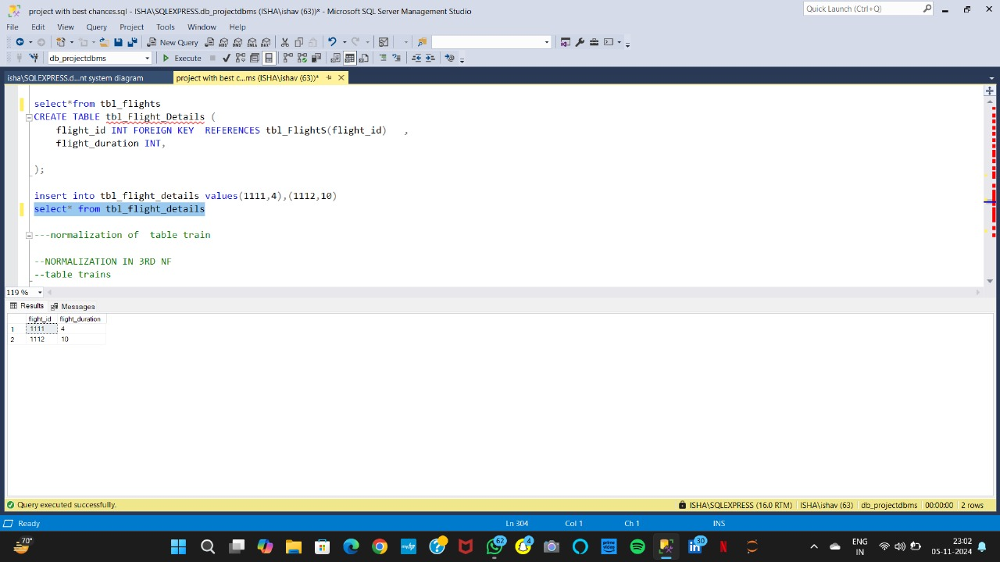 project with best chances.sql - ISHA\SQLEXPRESS.db_projectdbms (ISHA\ishav (63))* - Microsoft SQL Server Management Studio
Quick Launch (Ctrl+Q)
File Edit View Query Project Tools Window Help
New Query
db_projectdbms Execute
isha\SQLEXPRESS.d...nt system diagram project with best c...ms (ISHA\ishav (63))*
select*from tbl_flights
CREATE TABLE tbl_Flight_Details (
flight_id INT FOREIGN KEY REFERENCES tbl_FlightS(flight_id) ,
flight_duration INT,
);
insert into tbl_flight_details values(1111,4),(1112,10)
select* from tbl_flight_details
---normalization of table train
--NORMALIZATION IN 3RD NF
--table trains
119 %
Results Messages
flight_id flight_duration
1 1111 4
2 1112 10
Query executed successfully. ISHA\SQLEXPRESS (16.0 RTM) ISHA\ishav (63) db_projectdbms 00:00:00 2 rows
Ready Ln 304 Col 1 Ch 1 INS
70° 62 4 30 ENG 23:02
IN 05-11-2024